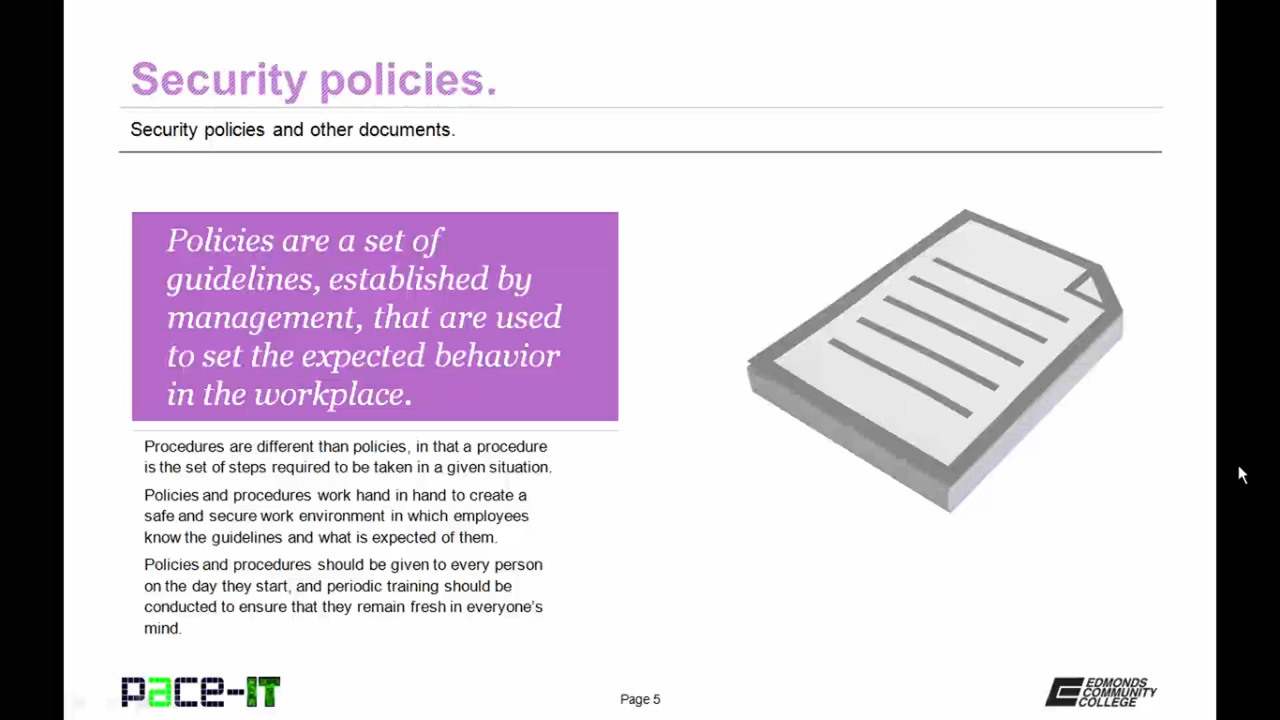 Security policies.
Security policies and other documents.
Policies are a set of
guidelines, established by
management, that are used
to set the expected behavior
in the workplace.
Procedures are different than policies, in that a procedure
is the set of steps required to be taken in a given situation.
Policies and procedures work hand in hand to create a
safe and secure work environment in which employees
know the guidelines and what is expected of them.
Policies and procedures should be given to every person
on the day they start, and periodic training should be
conducted to ensure that they remain fresh in everyone’s
mind.
pace-IT
Page 5
EDMONDS
COMMUNITY
COLLEGE